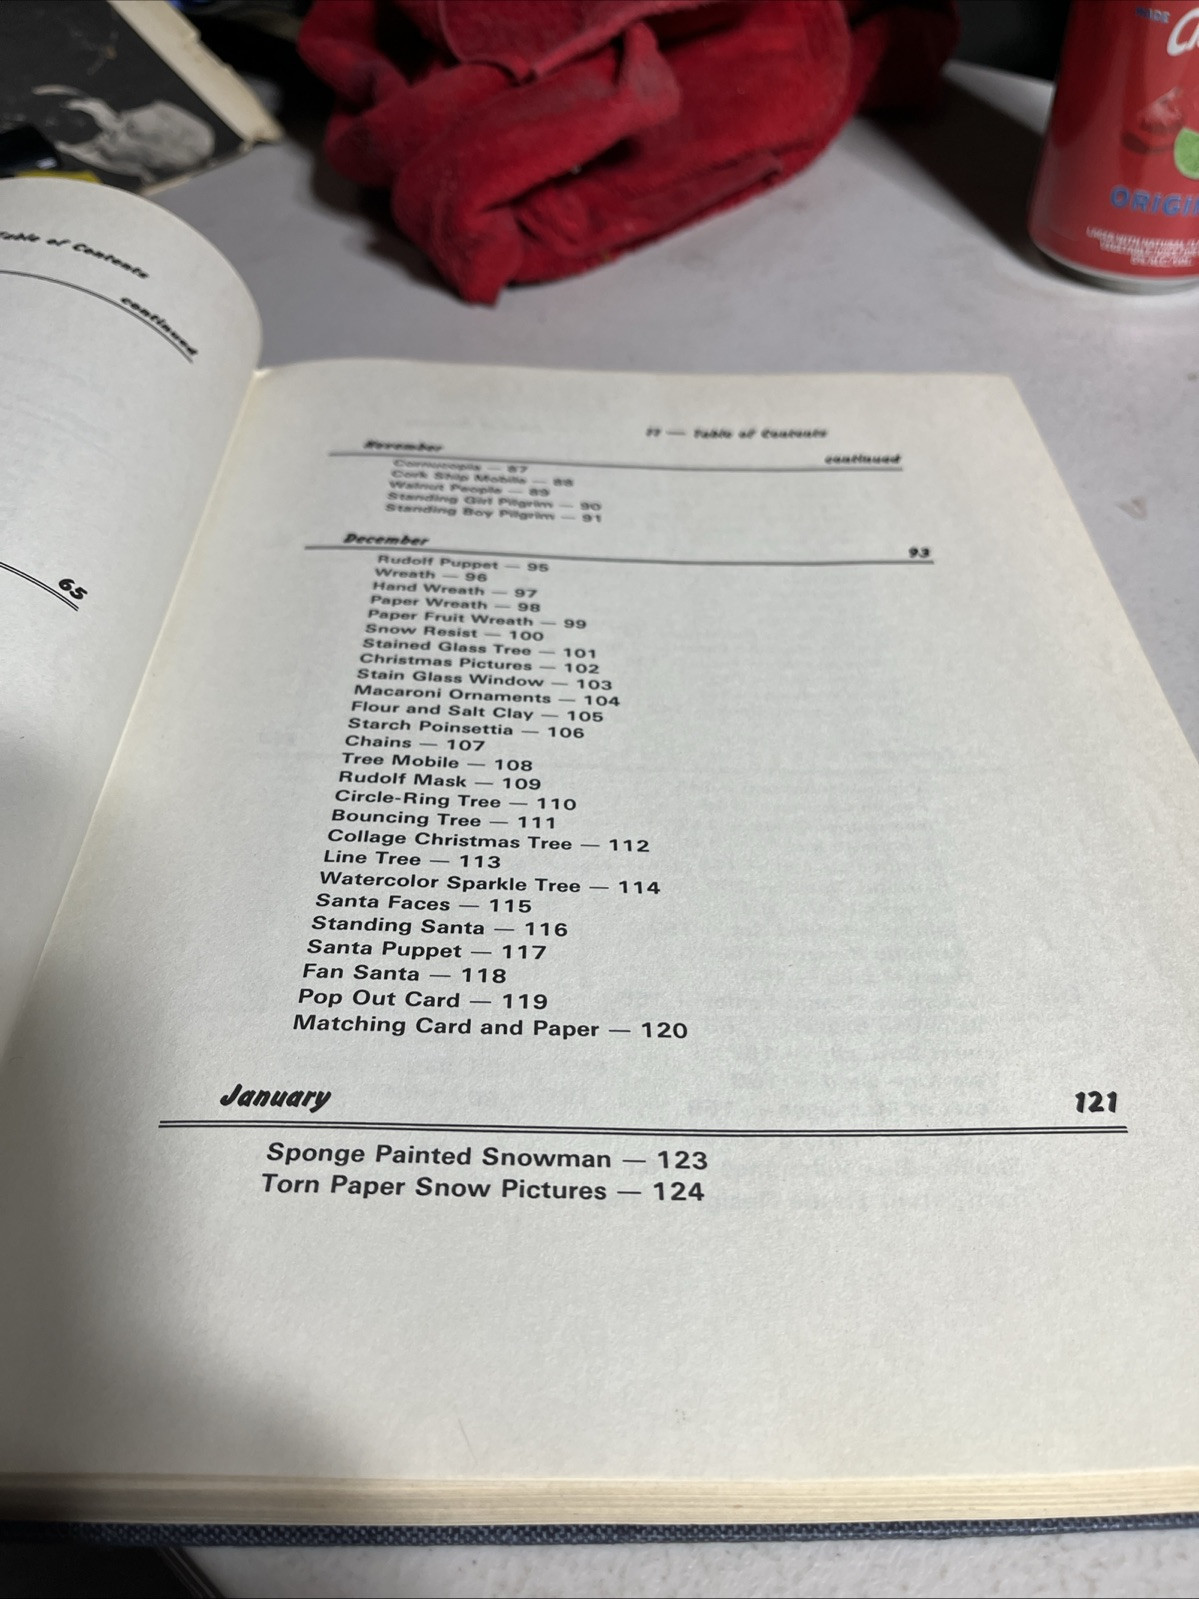 Table of Contents
continued
65
77 — Table of Contents
November
continued
Cornucopia — 87
Cork Ship Mobile — 88
Walnut People — 89
Standing Girl Pilgrim — 90
Standing Boy Pilgrim — 91
December 93
Rudolf Puppet — 95
Wreath — 96
Hand Wreath — 97
Paper Wreath — 98
Paper Fruit Wreath — 99
Snow Resist — 100
Stained Glass Tree — 101
Christmas Pictures — 102
Stain Glass Window — 103
Macaroni Ornaments — 104
Flour and Salt Clay — 105
Starch Poinsettia — 106
Chains — 107
Tree Mobile — 108
Rudolf Mask — 109
Circle-Ring Tree — 110
Bouncing Tree — 111
Collage Christmas Tree — 112
Line Tree — 113
Watercolor Sparkle Tree — 114
Santa Faces — 115
Standing Santa — 116
Santa Puppet — 117
Fan Santa — 118
Pop Out Card — 119
Matching Card and Paper — 120
January 121
Sponge Painted Snowman — 123
Torn Paper Snow Pictures — 124
MADE
ORIGI